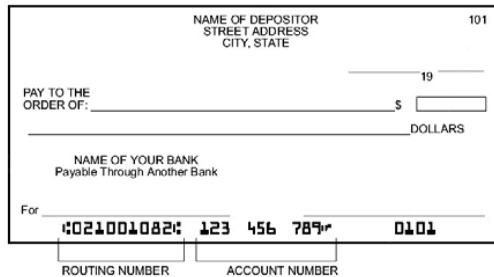 NAME OF DEPOSITOR 101
STREET ADDRESS
CITY, STATE
19
PAY TO THE
ORDER OF: $
DOLLARS
NAME OF YOUR BANK
Payable Through Another Bank
For
⑆021001082⑆ 123 456 789⑈ 0101
ROUTING NUMBER ACCOUNT NUMBER